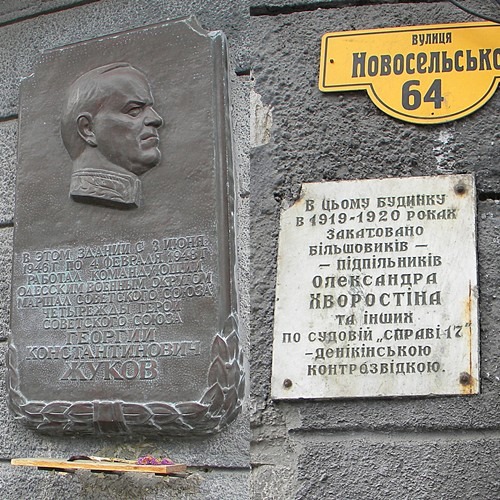 В ЭТОМ ЗДАНИИ С 8 ИЮНЯ
1946 Г. ПО 4 ФЕВРАЛЯ 1948 Г.
РАБОТАЛ КОМАНДУЮЩИЙ
ОДЕССКИМ ВОЕННЫМ ОКРУГОМ
МАРШАЛ СОВЕТСКОГО СОЮЗА
ЧЕТЫРЕЖДЫ ГЕРОЙ
СОВЕТСКОГО СОЮЗА
ГЕОРГИЙ
КОНСТАНТИНОВИЧ
ЖУКОВ
вулиця
Новосельсько
64
В ЦЬОМУ БУДИНКУ
В 1919-1920 РОКАХ
ЗАКАТОВАНО
БІЛЬШОВИКІВ —
— ПІДПІЛЬНИКІВ
ОЛЕКСАНДРА
ХВОРОСТІНА
ТА ІНШИХ
ПО СУДОВІЙ „СПРАВІ 17"
–ДЕНІКІНСЬКОЮ
КОНТРАЗВІДКОЮ.